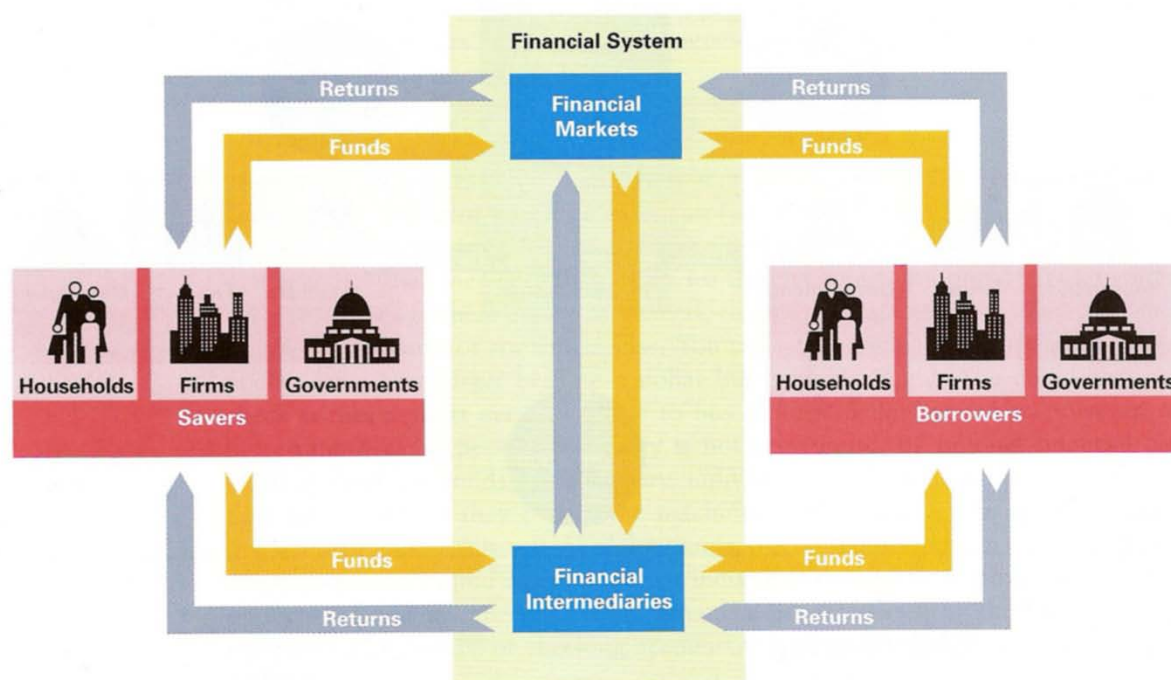 Financial System
Returns
Financial
Markets
Returns
Funds
Funds
Households
Firms
Governments
Savers
Households
Firms
Governments
Borrowers
Funds
Financial
Intermediaries
Funds
Returns
Returns